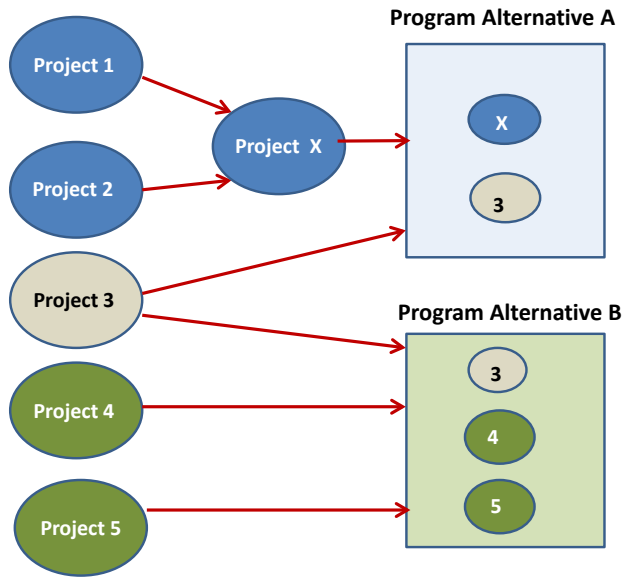 Program Alternative A
Project 1
X
Project X
Project 2
3
Project 3
Program Alternative B
3
Project 4
4
5
Project 5